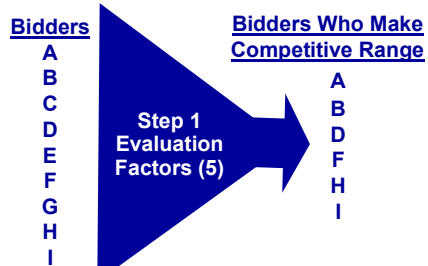 Bidders
A
B
C
D
E
F
G
H
I
Step 1
Evaluation
Factors (5)
Bidders Who Make
Competitive Range
A
B
D
F
H
I